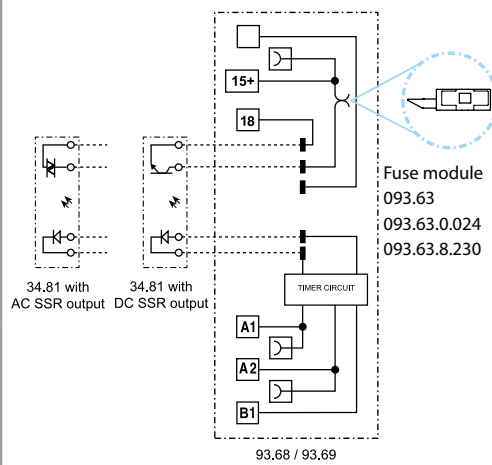 15+
18
Fuse module
093.63
093.63.0.024
093.63.8.230
34.81 with
AC SSR output
34.81 with
DC SSR output
TIMER CIRCUIT
A1
A2
B1
93.68 / 93.69